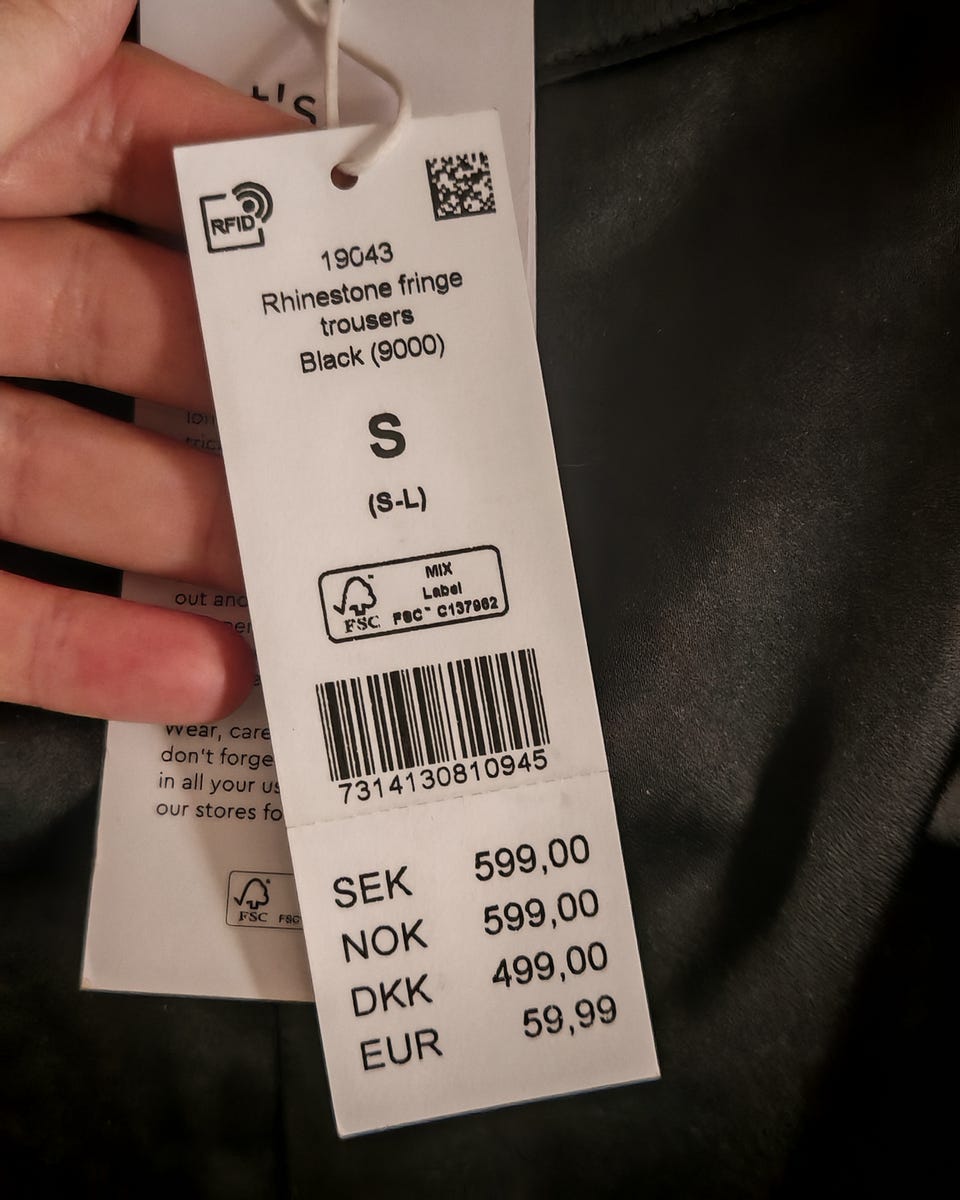 t's
RFID
19043
Rhinestone fringe
trousers
Black (9000)
S
(S-L)
MIX
Label
FSC™ C137962
FSC
7314130810945
SEK 599,00
NOK 599,00
DKK 499,00
EUR 59,99
out and
Wear, care
don't forge
in all your us
our stores fo
FSC FSC